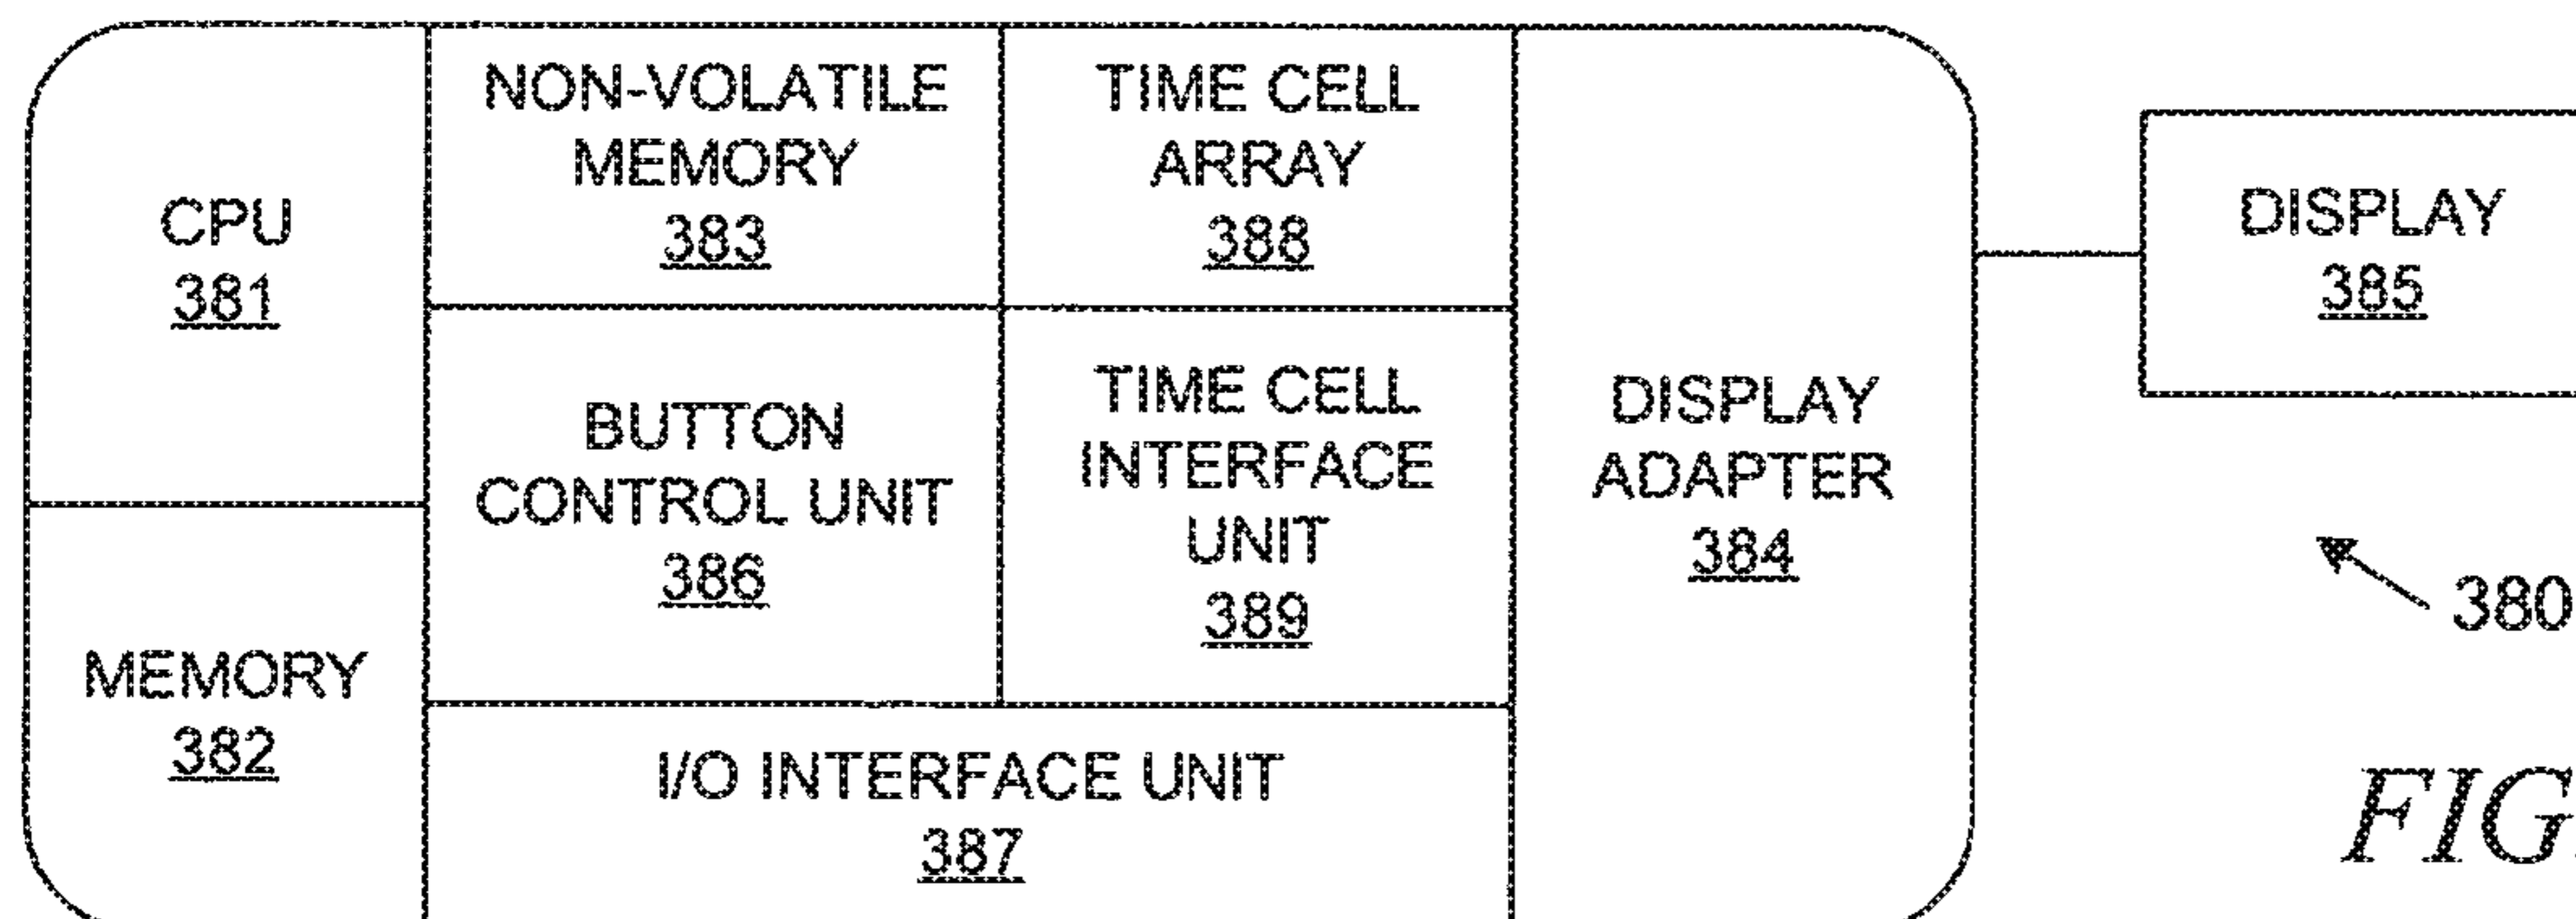 CPU
381
MEMORY
382
NON-VOLATILE
MEMORY
383
BUTTON
CONTROL UNIT
386
TIME CELL
ARRAY
388
TIME CELL
INTERFACE
UNIT
389
I/O INTERFACE UNIT
387
DISPLAY
ADAPTER
384
DISPLAY
385
380
FIG.